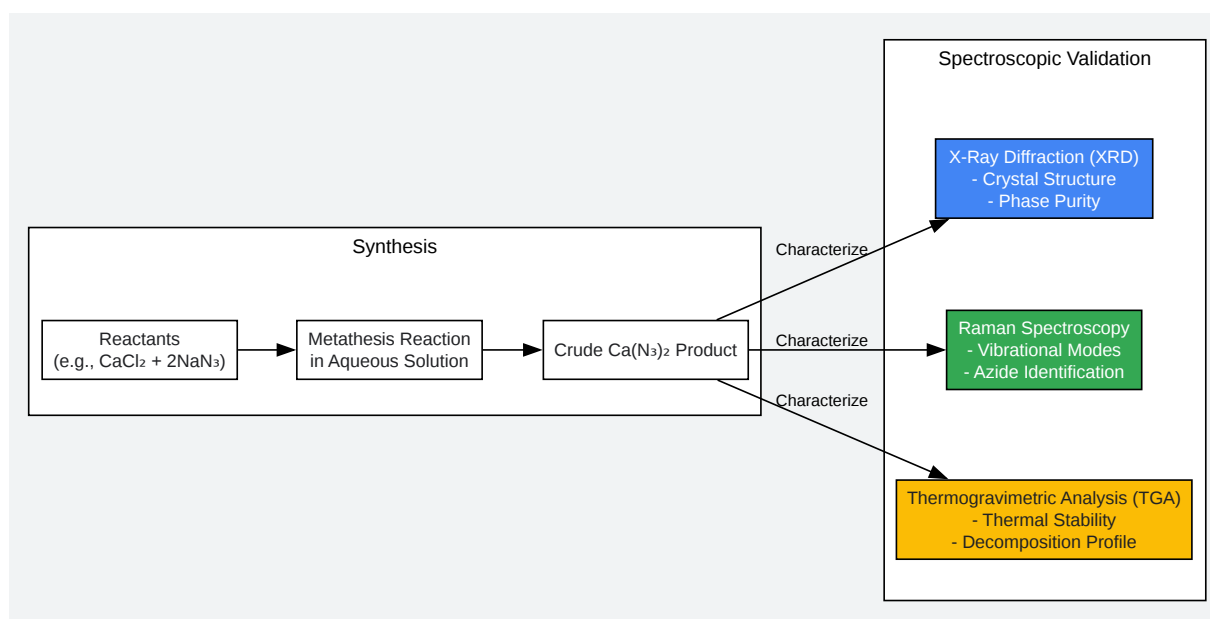 Spectroscopic Validation
X-Ray Diffraction (XRD)
- Crystal Structure
- Phase Purity
Synthesis
Characterize
Reactants
(e.g., CaCl₂ + 2NaN₃)
Metathesis Reaction
in Aqueous Solution
Crude Ca(N₃)₂ Product
Characterize
Raman Spectroscopy
- Vibrational Modes
- Azide Identification
Characterize
Thermogravimetric Analysis (TGA)
- Thermal Stability
- Decomposition Profile